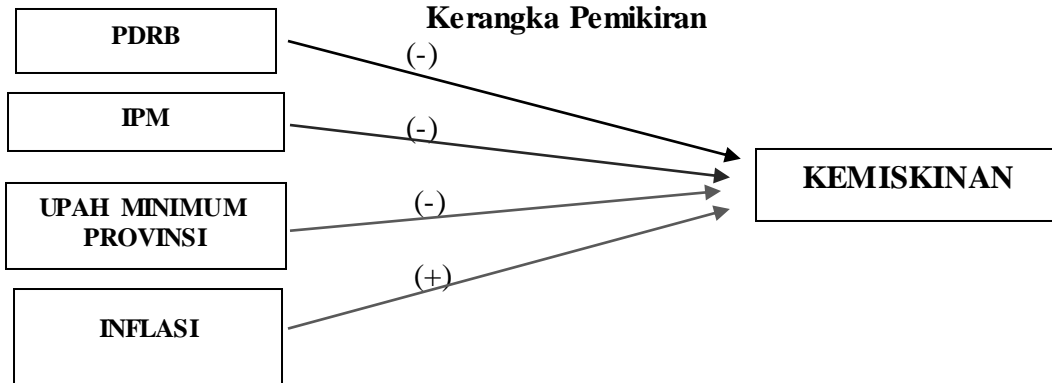 Kerangka Pemikiran
PDRB
(-)
IPM
(-)
UPAH MINIMUM
PROVINSI
(-)
KEMISKINAN
INFLASI
(+)